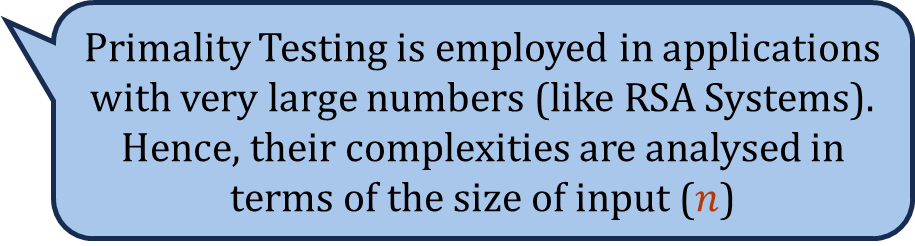 Primality Testing is employed in applications
with very large numbers (like RSA Systems).
Hence, their complexities are analysed in
terms of the size of input (n)